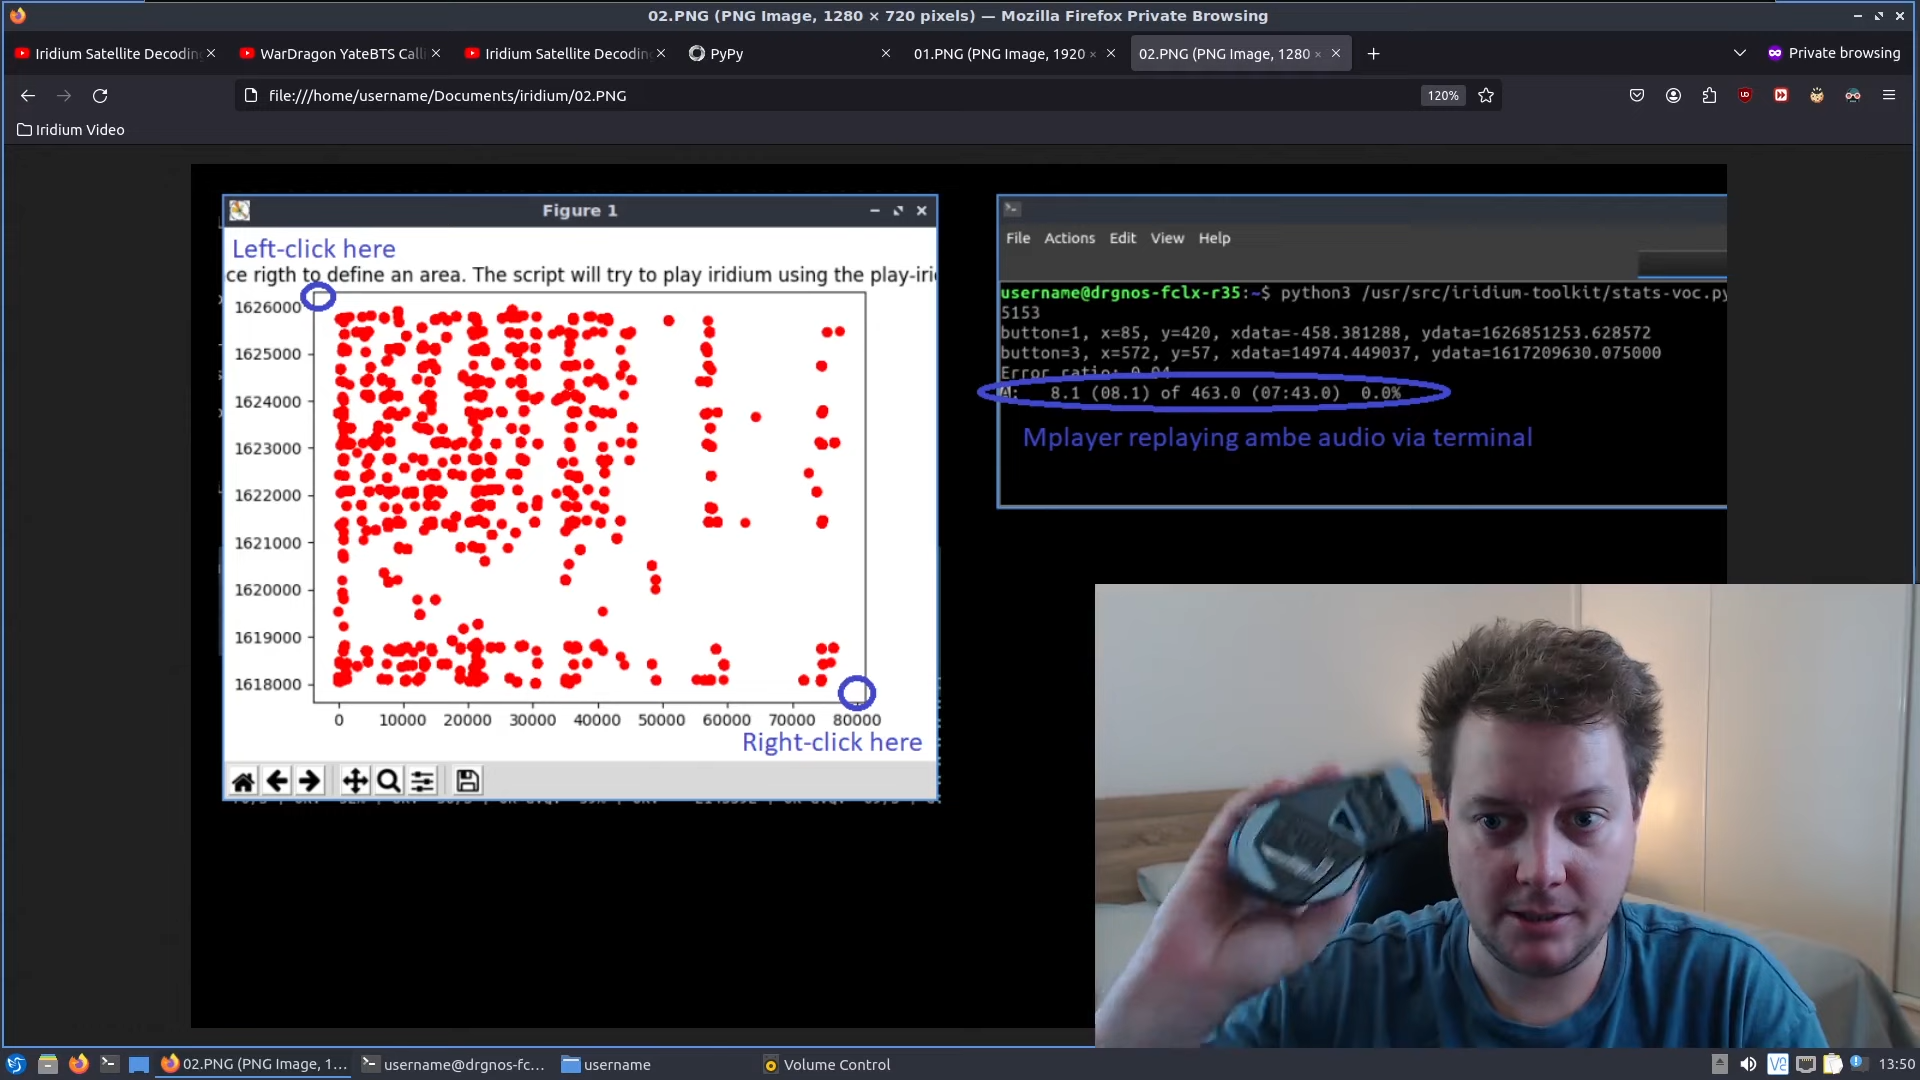 02.PNG (PNG Image, 1280 × 720 pixels) — Mozilla Firefox Private Browsing
Iridium Satellite Decoding
WarDragon YateBTS Calli
Iridium Satellite Decoding
PyPy
01.PNG (PNG Image, 1920 ×
02.PNG (PNG Image, 1280 ×
Private browsing
file:///home/username/Documents/iridium/02.PNG
120%
Iridium Video
Figure 1
Left-click here
ce rigth to define an area. The script will try to play iridium using the play-iri
1626000
1625000
1624000
1623000
1622000
1621000
1620000
1619000
1618000
0 10000 20000 30000 40000 50000 60000 70000 80000
Right-click here
File Actions Edit View Help
username@drgnos-fclx-r35:~$ python3 /usr/src/iridium-toolkit/stats-voc.py
5153
button=1, x=85, y=420, xdata=-458.381288, ydata=1626851253.628572
button=3, x=572, y=57, xdata=14974.449037, ydata=1617209630.075000
Error ratio: 0.04
A: 8.1 (08.1) of 463.0 (07:43.0) 0.0%
Mplayer replaying ambe audio via terminal
02.PNG (PNG Image, 1...
username@drgnos-fc...
username
Volume Control
13:50